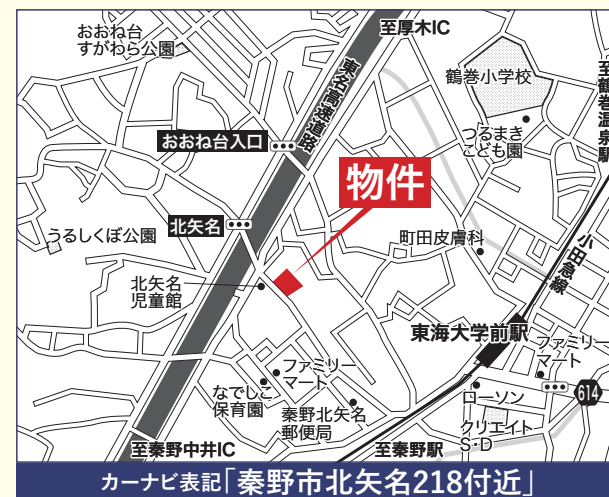 おおね台
すがわら公園
至厚木IC
鶴巻小学校
至鶴巻温泉駅
東名高速道路
つるまき
こども園
おおね台入口
物件
北矢名
うるしくぼ公園
町田皮膚科
小田急線
北矢名
児童館
東海大学前駅
ファミリー
マート
ファミリー
マート
なでしこ
保育園
ローソン
614
秦野北矢名
郵便局
クリエイト
S・D
至秦野中井IC
至秦野駅
カーナビ表記「秦野市北矢名218付近」